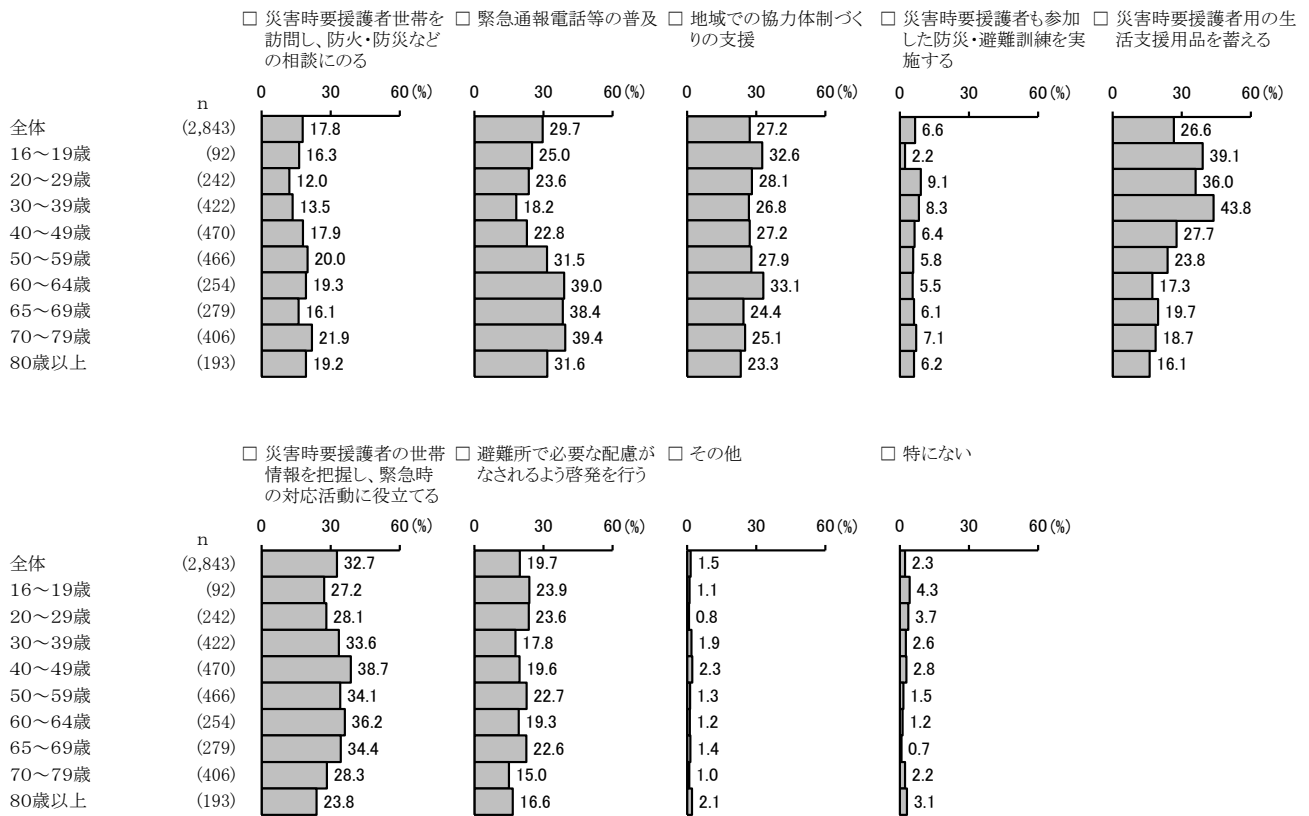 □ 災害時要援護者世帯を訪問し、防火・防災などの相談にのる
□ 緊急通報電話等の普及
□ 地域での協力体制づくりの支援
□ 災害時要援護者も参加した防災・避難訓練を実施する
□ 災害時要援護者用の生活支援用品を蓄える
0 30 60(%) 0 30 60(%) 0 30 60(%) 0 30 60(%) 0 30 60(%)
n
全体 (2,843) 17.8 29.7 27.2 6.6 26.6
16～19歳 (92) 16.3 25.0 32.6 2.2 39.1
20～29歳 (242) 12.0 23.6 28.1 9.1 36.0
30～39歳 (422) 13.5 18.2 26.8 8.3 43.8
40～49歳 (470) 17.9 22.8 27.2 6.4 27.7
50～59歳 (466) 20.0 31.5 27.9 5.8 23.8
60～64歳 (254) 19.3 39.0 33.1 5.5 17.3
65～69歳 (279) 16.1 38.4 24.4 6.1 19.7
70～79歳 (406) 21.9 39.4 25.1 7.1 18.7
80歳以上 (193) 19.2 31.6 23.3 6.2 16.1
□ 災害時要援護者の世帯情報を把握し、緊急時の対応活動に役立てる
□ 避難所で必要な配慮がなされるよう啓発を行う
□ その他
□ 特にない
0 30 60(%) 0 30 60(%) 0 30 60(%) 0 30 60(%)
n
全体 (2,843) 32.7 19.7 1.5 2.3
16～19歳 (92) 27.2 23.9 1.1 4.3
20～29歳 (242) 28.1 23.6 0.8 3.7
30～39歳 (422) 33.6 17.8 1.9 2.6
40～49歳 (470) 38.7 19.6 2.3 2.8
50～59歳 (466) 34.1 22.7 1.3 1.5
60～64歳 (254) 36.2 19.3 1.2 1.2
65～69歳 (279) 34.4 22.6 1.4 0.7
70～79歳 (406) 28.3 15.0 1.0 2.2
80歳以上 (193) 23.8 16.6 2.1 3.1